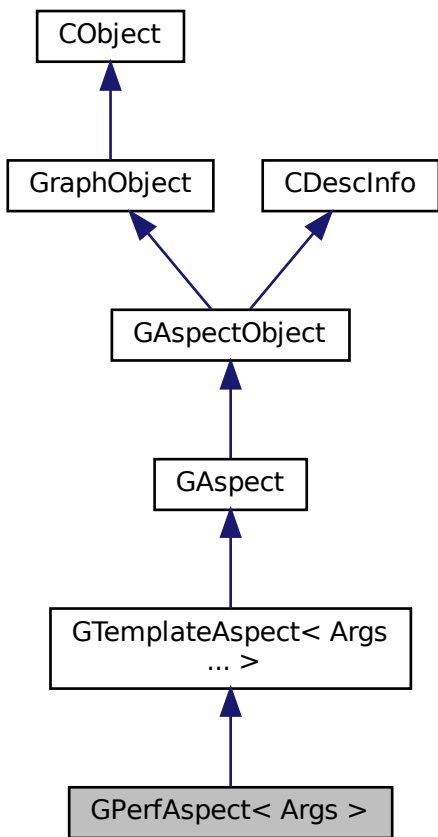 CObject
GraphObject
CDescInfo
GAspectObject
GAspect
GTemplateAspect< Args
... >
GPerfAspect< Args >